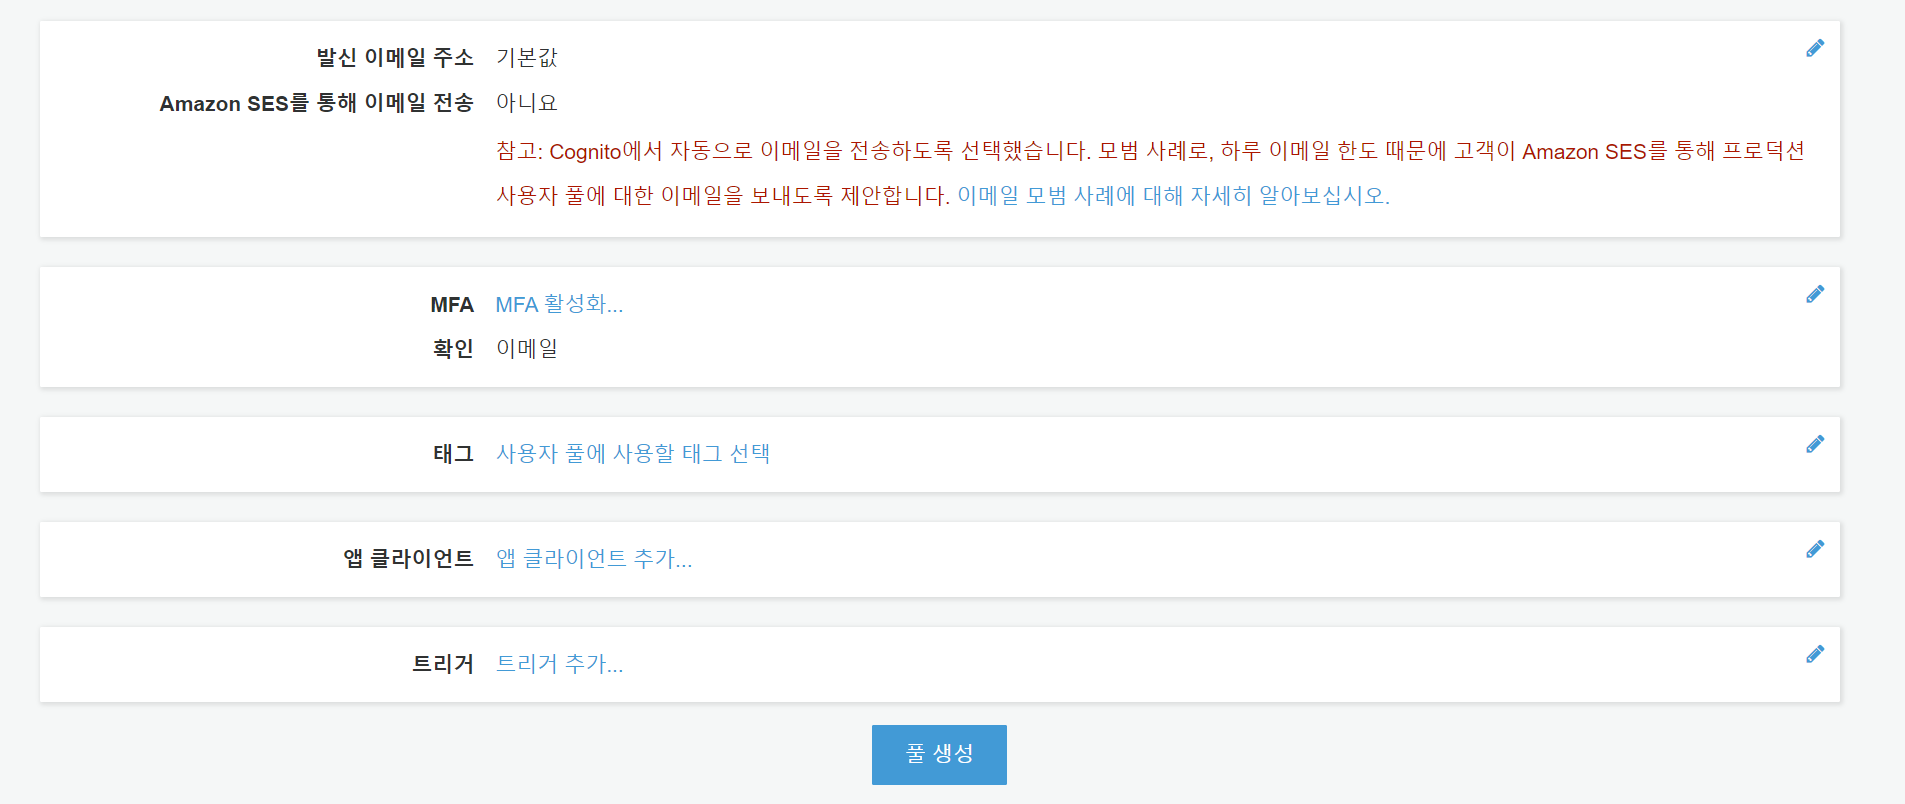 발신 이메일 주소 기본값
Amazon SES를 통해 이메일 전송 아니요
참고: Cognito에서 자동으로 이메일을 전송하도록 선택했습니다. 모범 사례로, 하루 이메일 한도 때문에 고객이 Amazon SES를 통해 프로덕션
사용자 풀에 대한 이메일을 보내도록 제안합니다. 이메일 모범 사례에 대해 자세히 알아보십시오.
MFA MFA 활성화...
확인 이메일
태그 사용자 풀에 사용할 태그 선택
앱 클라이언트 앱 클라이언트 추가...
트리거 트리거 추가...
풀 생성